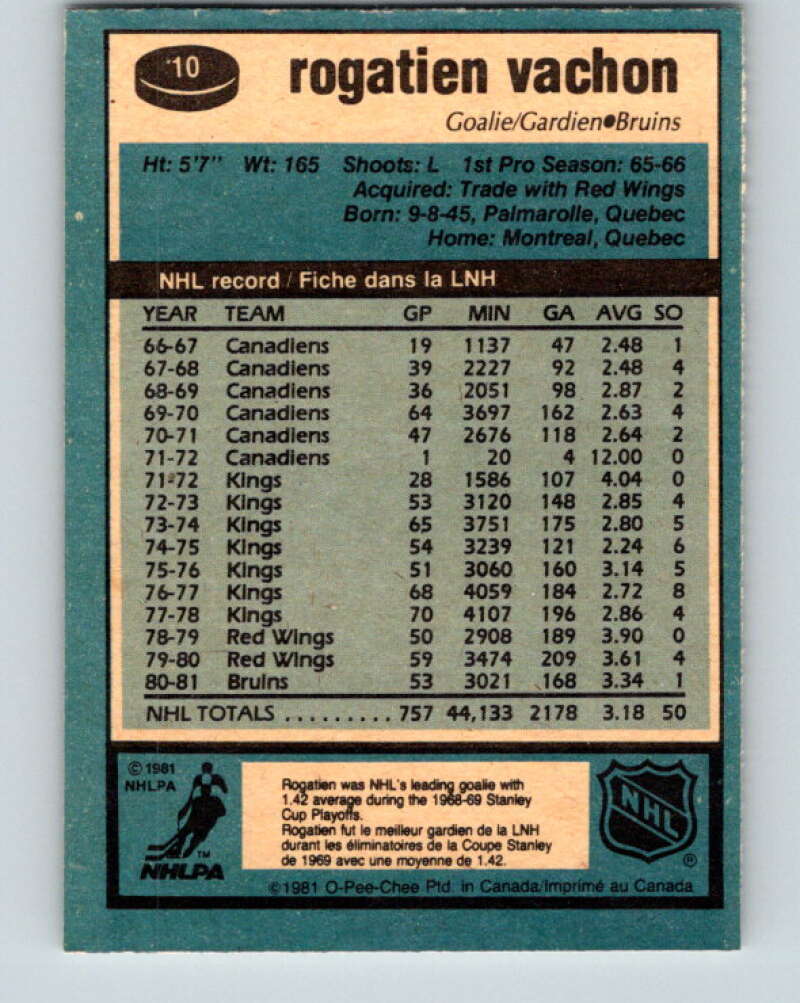 10
rogatien vachon
Goalie/Gardien•Bruins
Ht: 5'7" Wt: 165 Shoots: L 1st Pro Season: 65-66
Acquired: Trade with Red Wings
Born: 9-8-45, Palmarolle, Quebec
Home: Montreal, Quebec
NHL record / Fiche dans la LNH
YEAR TEAM GP MIN GA AVG SO
66-67 Canadiens 19 1137 47 2.48 1
67-68 Canadiens 39 2227 92 2.48 4
68-69 Canadiens 36 2051 98 2.87 2
69-70 Canadiens 64 3697 162 2.63 4
70-71 Canadiens 47 2676 118 2.64 2
71-72 Canadiens 1 20 4 12.00 0
71-72 Kings 28 1586 107 4.04 0
72-73 Kings 53 3120 148 2.85 4
73-74 Kings 65 3751 175 2.80 5
74-75 Kings 54 3239 121 2.24 6
75-76 Kings 51 3060 160 3.14 5
76-77 Kings 68 4059 184 2.72 8
77-78 Kings 70 4107 196 2.86 4
78-79 Red Wings 50 2908 189 3.90 0
79-80 Red Wings 59 3474 209 3.61 4
80-81 Bruins 53 3021 168 3.34 1
NHL TOTALS .......... 757 44,133 2178 3.18 50
© 1981
NHLPA
TM
NHLPA
Rogatien was NHL's leading goalie with
1.42 average during the 1968-69 Stanley
Cup Playoffs.
Rogatien fut le meilleur gardien de la LNH
durant les éliminatoires de la Coupe Stanley
de 1969 avec une moyenne de 1.42.
NHL
®
© 1981 O-Pee-Chee Ptd. in Canada/Imprimé au Canada